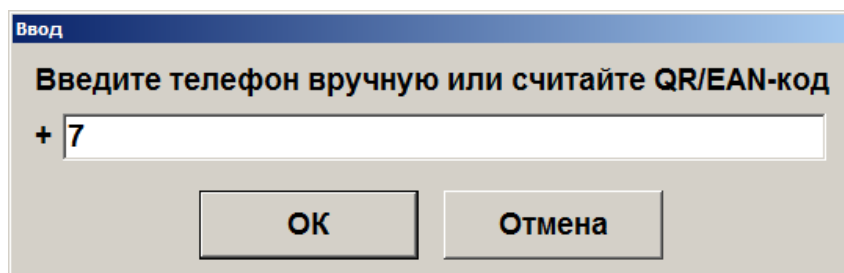 Ввод
Введите телефон вручную или считайте QR/EAN-код
+ 7
ОК Отмена